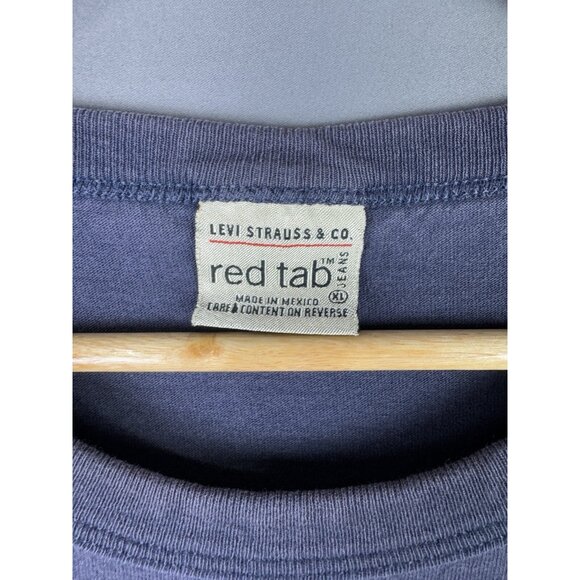 LEVI STRAUSS & CO.
red tab™ JEANS
MADE IN MEXICO XL
CARE & CONTENT ON REVERSE